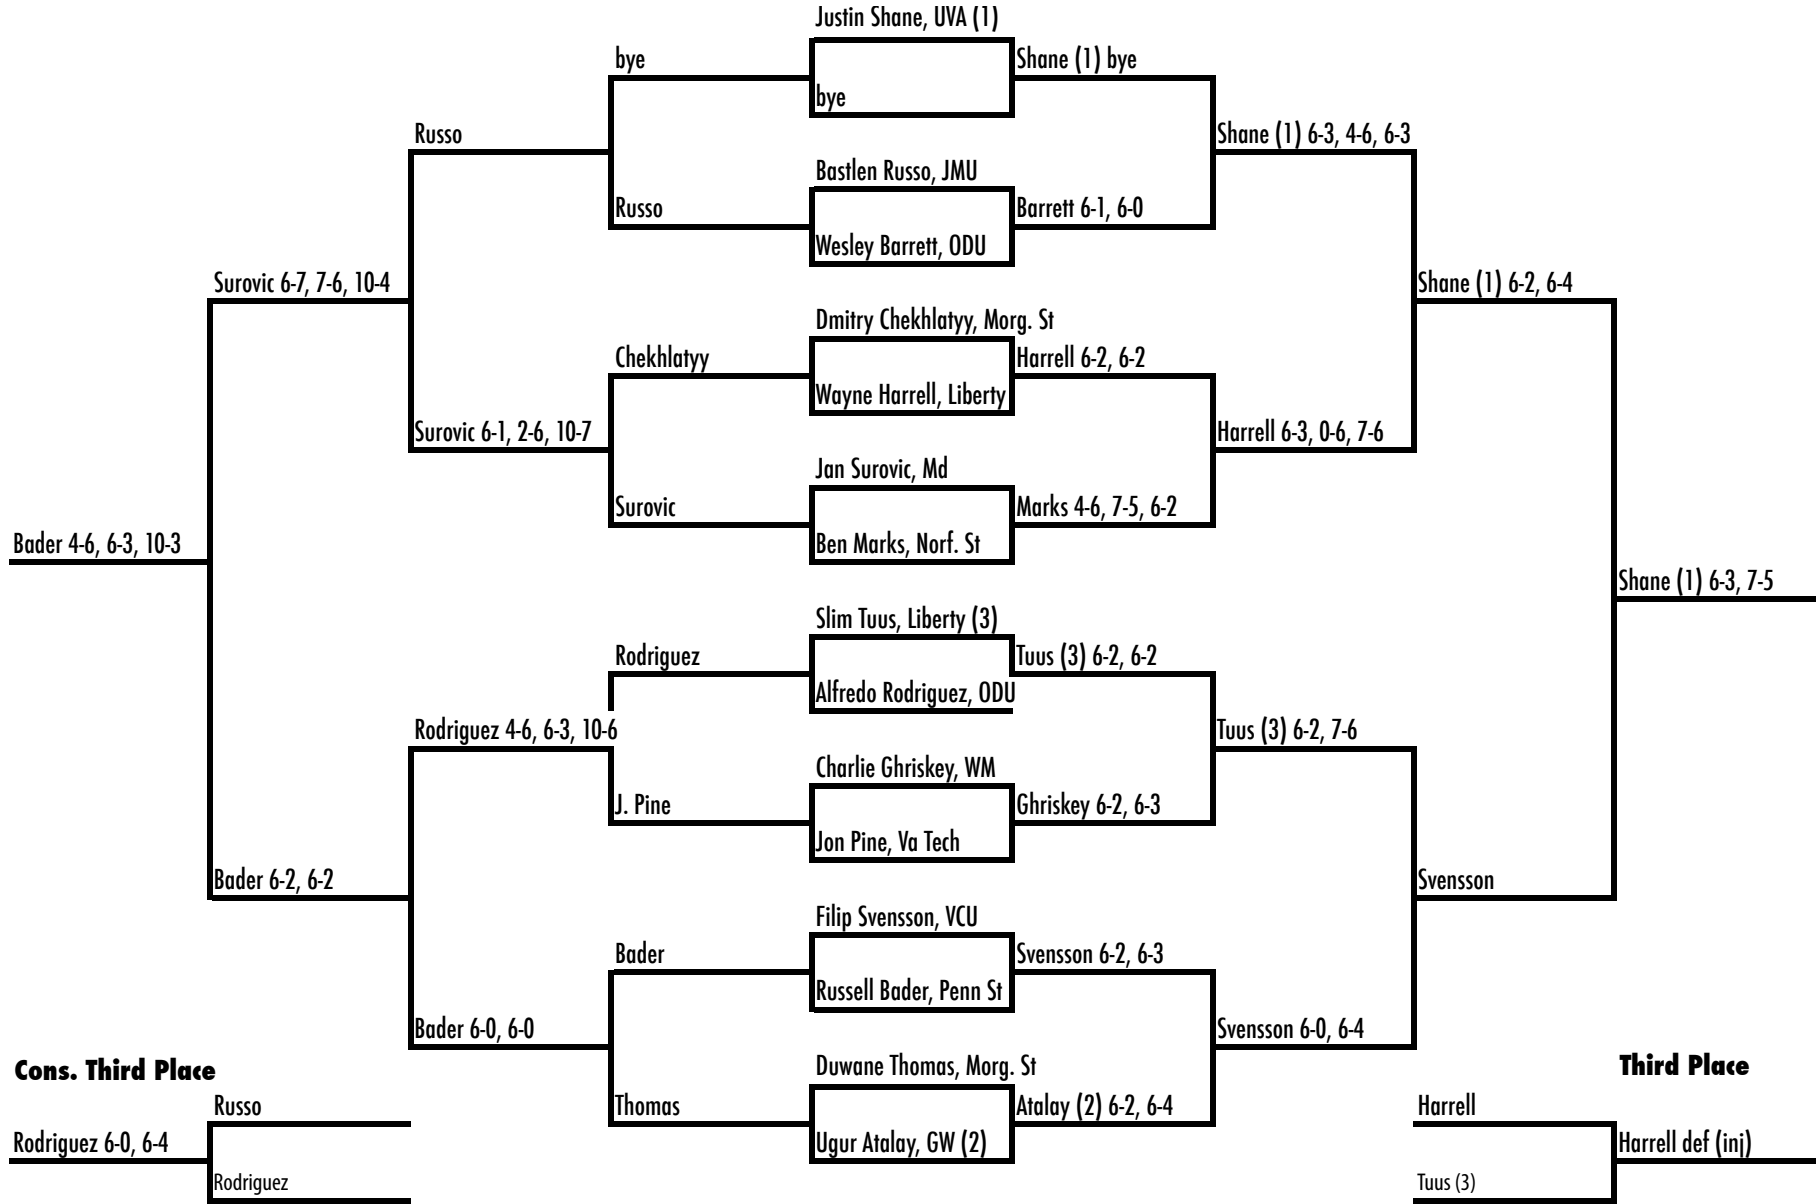 Justin Shane, UVA (1)
bye
Shane (1) bye
bye
Russo
Shane (1) 6-3, 4-6, 6-3
Bastlen Russo, JMU
Russo
Barrett 6-1, 6-0
Wesley Barrett, ODU
Surovic 6-7, 7-6, 10-4
Shane (1) 6-2, 6-4
Dmitry Chekhlatyy, Morg. St
Chekhlatyy
Harrell 6-2, 6-2
Wayne Harrell, Liberty
Surovic 6-1, 2-6, 10-7
Harrell 6-3, 0-6, 7-6
Jan Surovic, Md
Surovic
Marks 4-6, 7-5, 6-2
Bader 4-6, 6-3, 10-3
Ben Marks, Norf. St
Shane (1) 6-3, 7-5
Slim Tuus, Liberty (3)
Rodriguez
Tuus (3) 6-2, 6-2
Alfredo Rodriguez, ODU
Rodriguez 4-6, 6-3, 10-6
Tuus (3) 6-2, 7-6
Charlie Ghriskey, WM
J. Pine
Ghriskey 6-2, 6-3
Jon Pine, Va Tech
Bader 6-2, 6-2
Svensson
Filip Svensson, VCU
Bader
Svensson 6-2, 6-3
Russell Bader, Penn St
Bader 6-0, 6-0
Svensson 6-0, 6-4
Cons. Third Place
Duwane Thomas, Morg. St
Third Place
Russo
Thomas
Atalay (2) 6-2, 6-4
Harrell
Rodriguez 6-0, 6-4
Ugur Atalay, GW (2)
Harrell def (inj)
Rodriguez
Tuus (3)